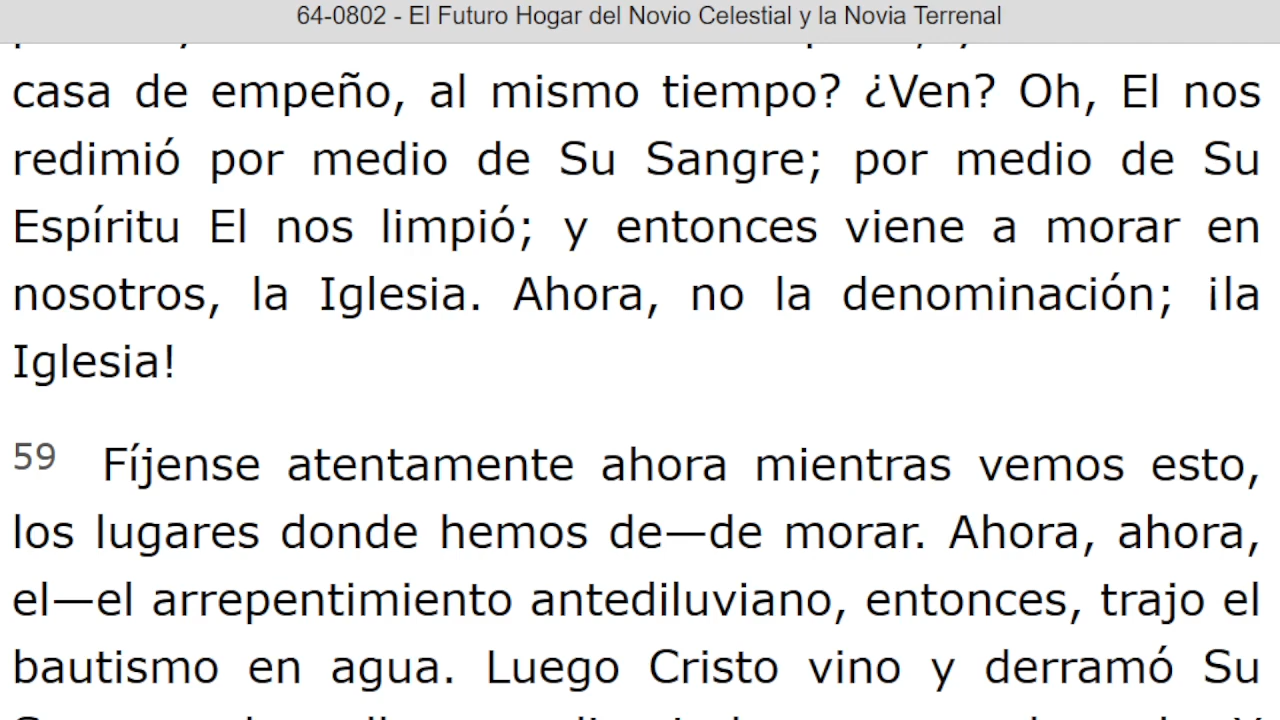 64-0802 - El Futuro Hogar del Novio Celestial y la Novia Terrenal
casa de empeño, al mismo tiempo? ¿Ven? Oh, El nos
redimió por medio de Su Sangre; por medio de Su
Espíritu El nos limpió; y entonces viene a morar en
nosotros, la Iglesia. Ahora, no la denominación; ¡la
Iglesia!
59 Fíjense atentamente ahora mientras vemos esto,
los lugares donde hemos de—de morar. Ahora, ahora,
el—el arrepentimiento antediluviano, entonces, trajo el
bautismo en agua. Luego Cristo vino y derramó Su